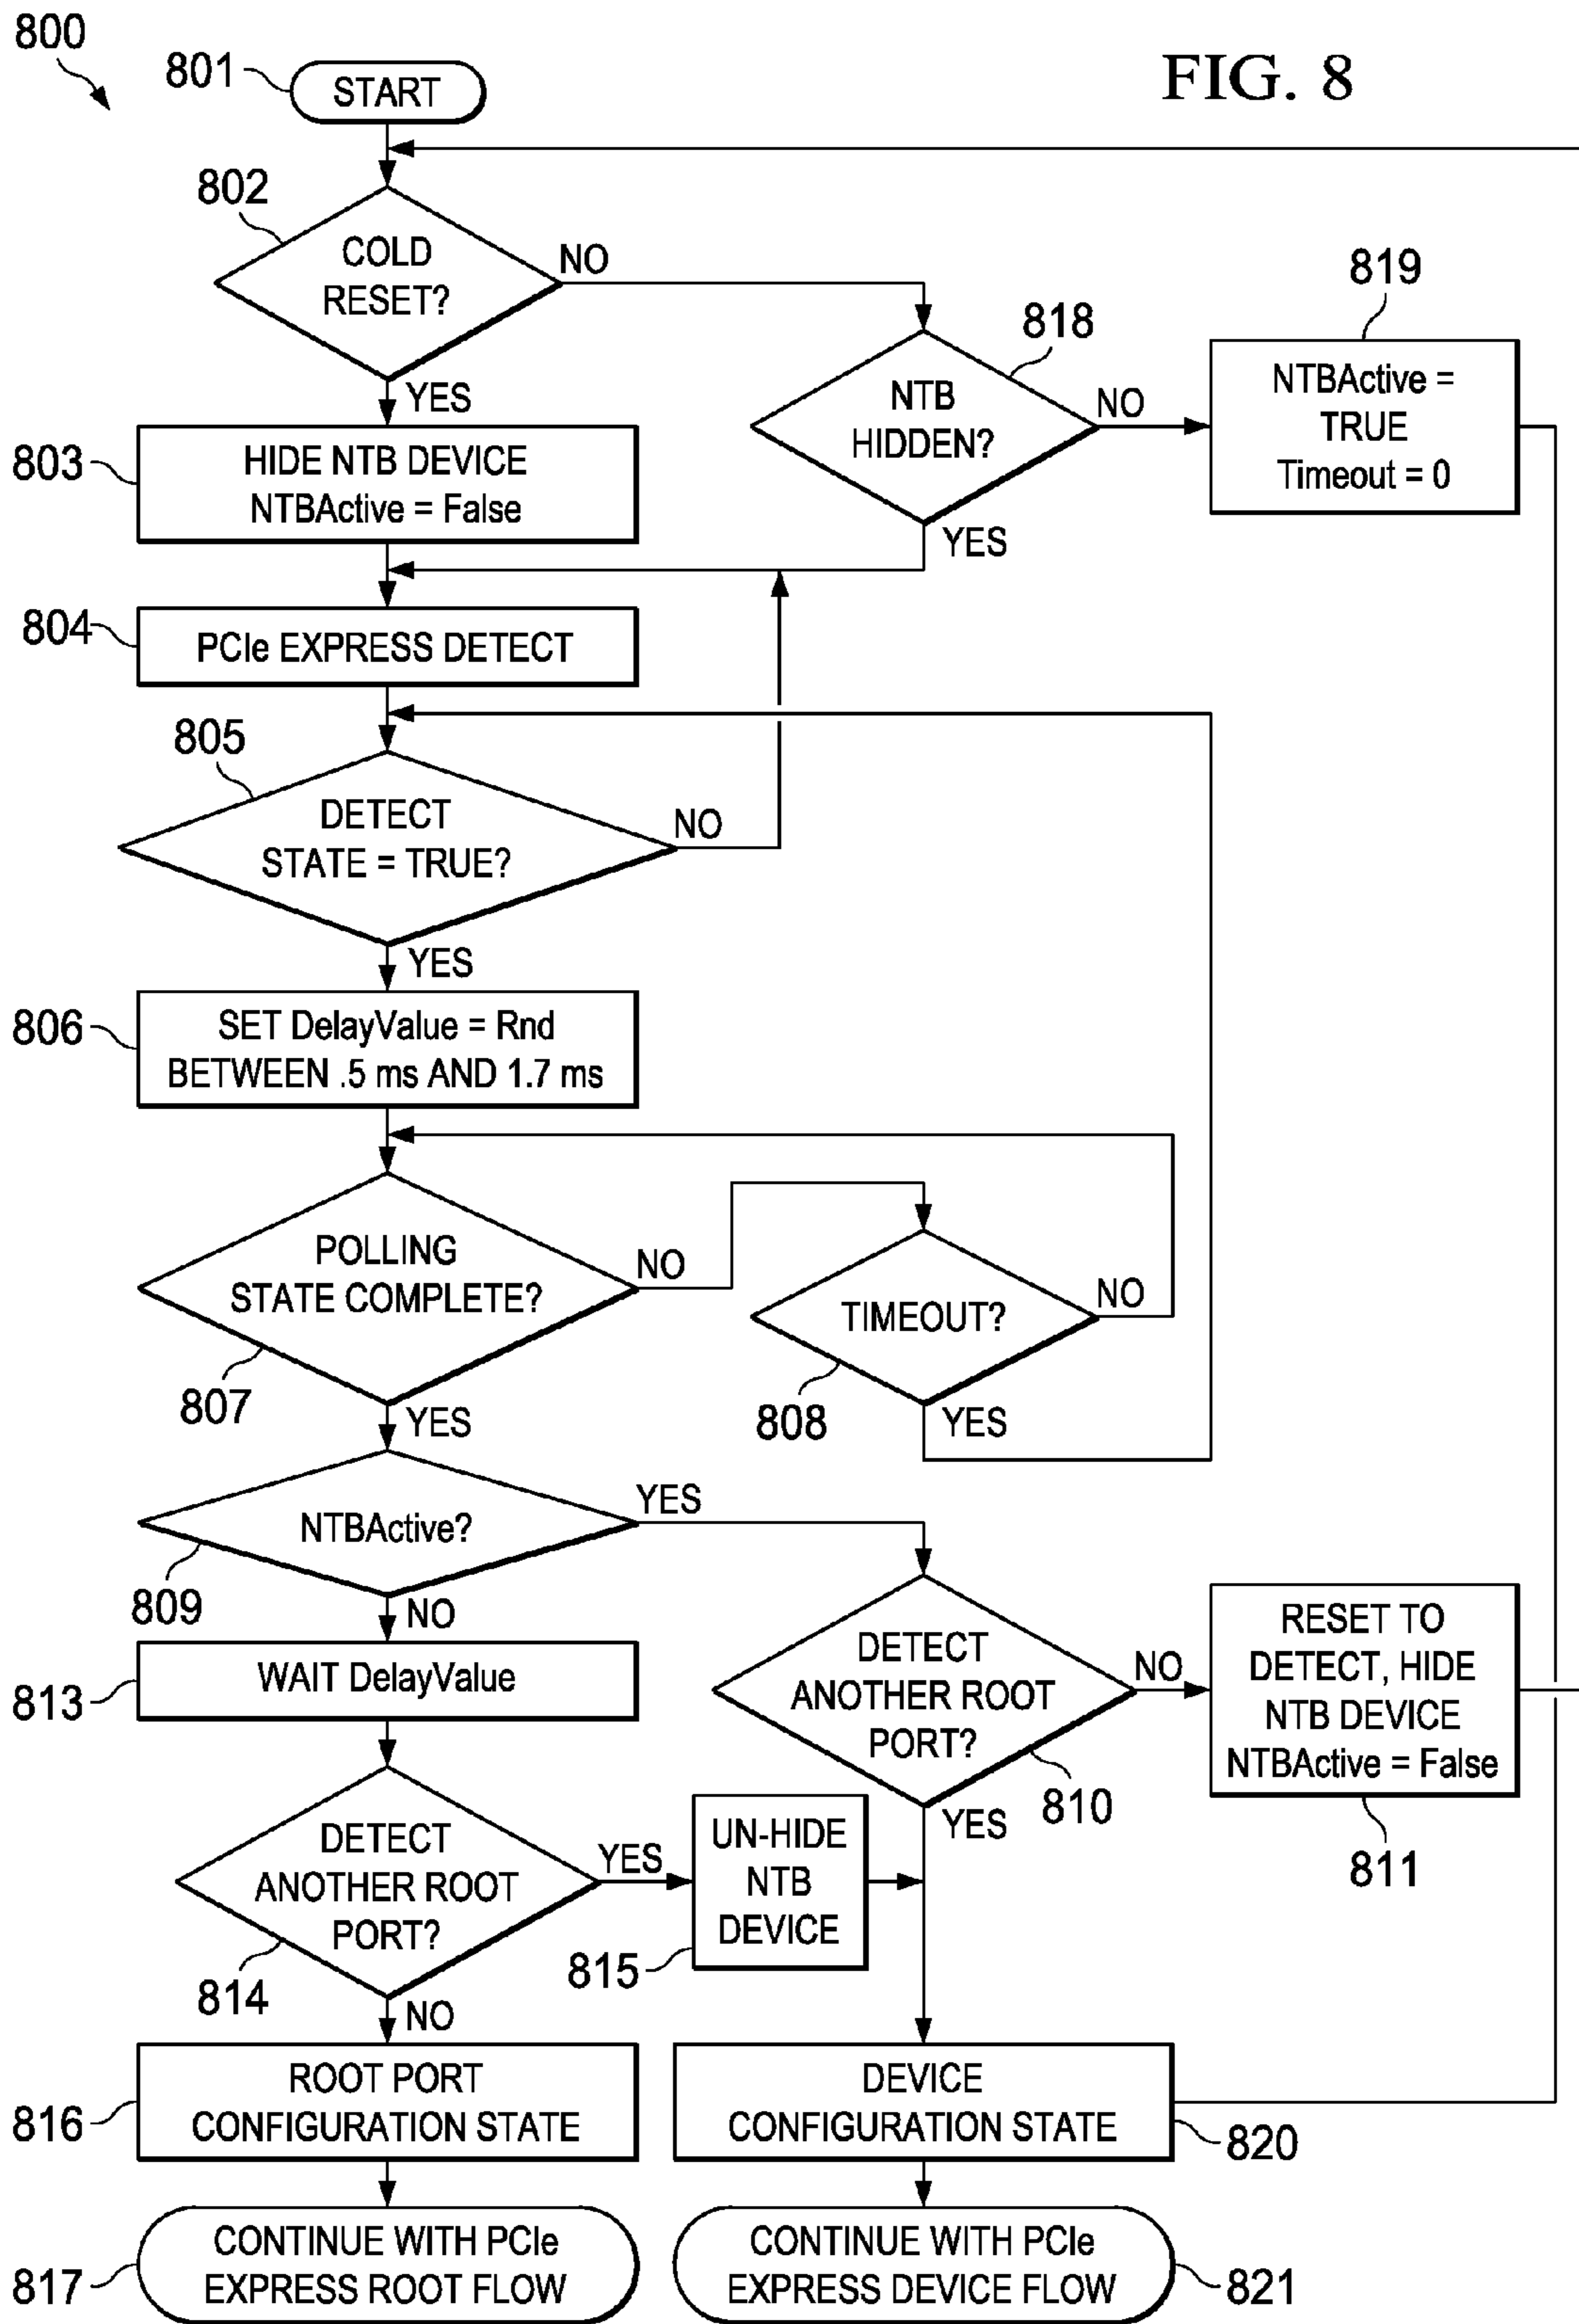 800
801
START
FIG. 8
802
COLD
RESET?
NO
YES
818
NTB
HIDDEN?
NO
YES
819
NTBActive =
TRUE
Timeout = 0
803
HIDE NTB DEVICE
NTBActive = False
804
PCIe EXPRESS DETECT
805
DETECT
STATE = TRUE?
NO
YES
806
SET DelayValue = Rnd
BETWEEN .5 ms AND 1.7 ms
POLLING
STATE COMPLETE?
NO
807
YES
TIMEOUT?
NO
808
YES
NTBActive?
YES
809
NO
813
WAIT DelayValue
DETECT
ANOTHER ROOT
PORT?
NO
810
YES
RESET TO
DETECT, HIDE
NTB DEVICE
NTBActive = False
811
DETECT
ANOTHER ROOT
PORT?
YES
814
NO
UN-HIDE
NTB
DEVICE
815
816
ROOT PORT
CONFIGURATION STATE
DEVICE
CONFIGURATION STATE
820
817
CONTINUE WITH PCIe
EXPRESS ROOT FLOW
CONTINUE WITH PCIe
EXPRESS DEVICE FLOW
821